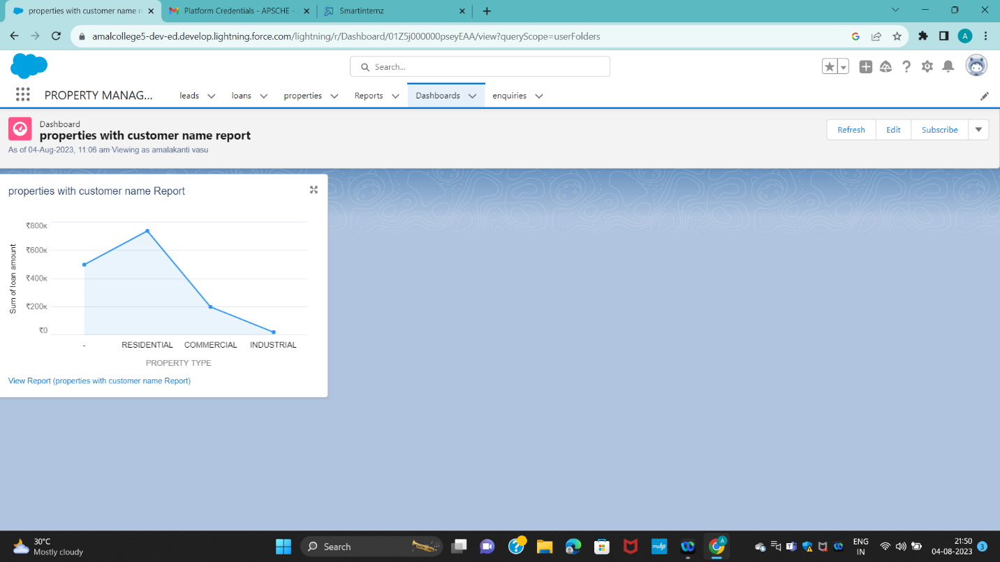 properties with customer name r
Platform Credentials - APSCHE -
Smartinternz
amalcollege5-dev-ed.develop.lightning.force.com/lightning/r/Dashboard/01Z5j000000pseyEAA/view?queryScope=userFolders
G
A
Search...
PROPERTY MANAG...
leads
loans
properties
Reports
Dashboards
enquiries
Dashboard
properties with customer name report
As of 04-Aug-2023, 11:06 am·Viewing as amalakanti vasu
Refresh
Edit
Subscribe
properties with customer name Report
Sum of loan amount
₹800K
₹600K
₹400K
₹200K
₹0
-
RESIDENTIAL
COMMERCIAL
INDUSTRIAL
PROPERTY TYPE
View Report (properties with customer name Report)
30°C
Mostly cloudy
Search
myhp
A
ENG
IN
21:50
04-08-2023
3